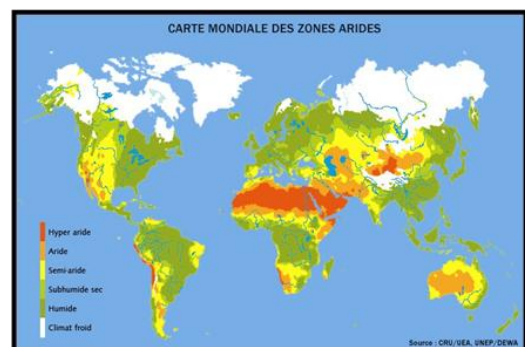 CARTE MONDIALE DES ZONES ARIDES
Hyper aride
Aride
Semi-aride
Subhumide sec
Humide
Climat froid
Source : CRU/UEA, UNEP/DEWA